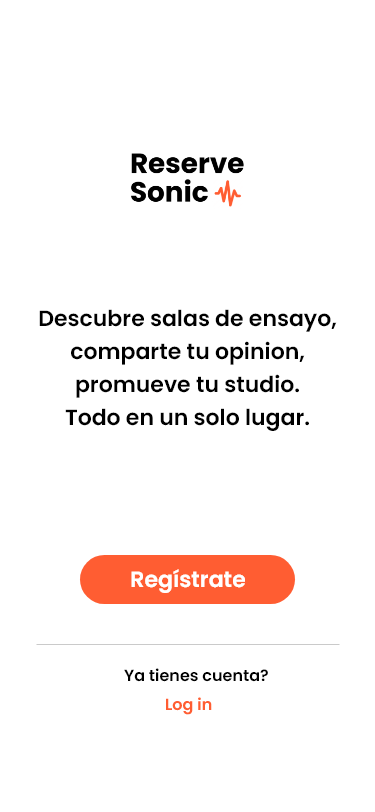 Reserve
Sonic
Descubre salas de ensayo,
comparte tu opinion,
promueve tu studio.
Todo en un solo lugar.
Regístrate
Ya tienes cuenta?
Log in